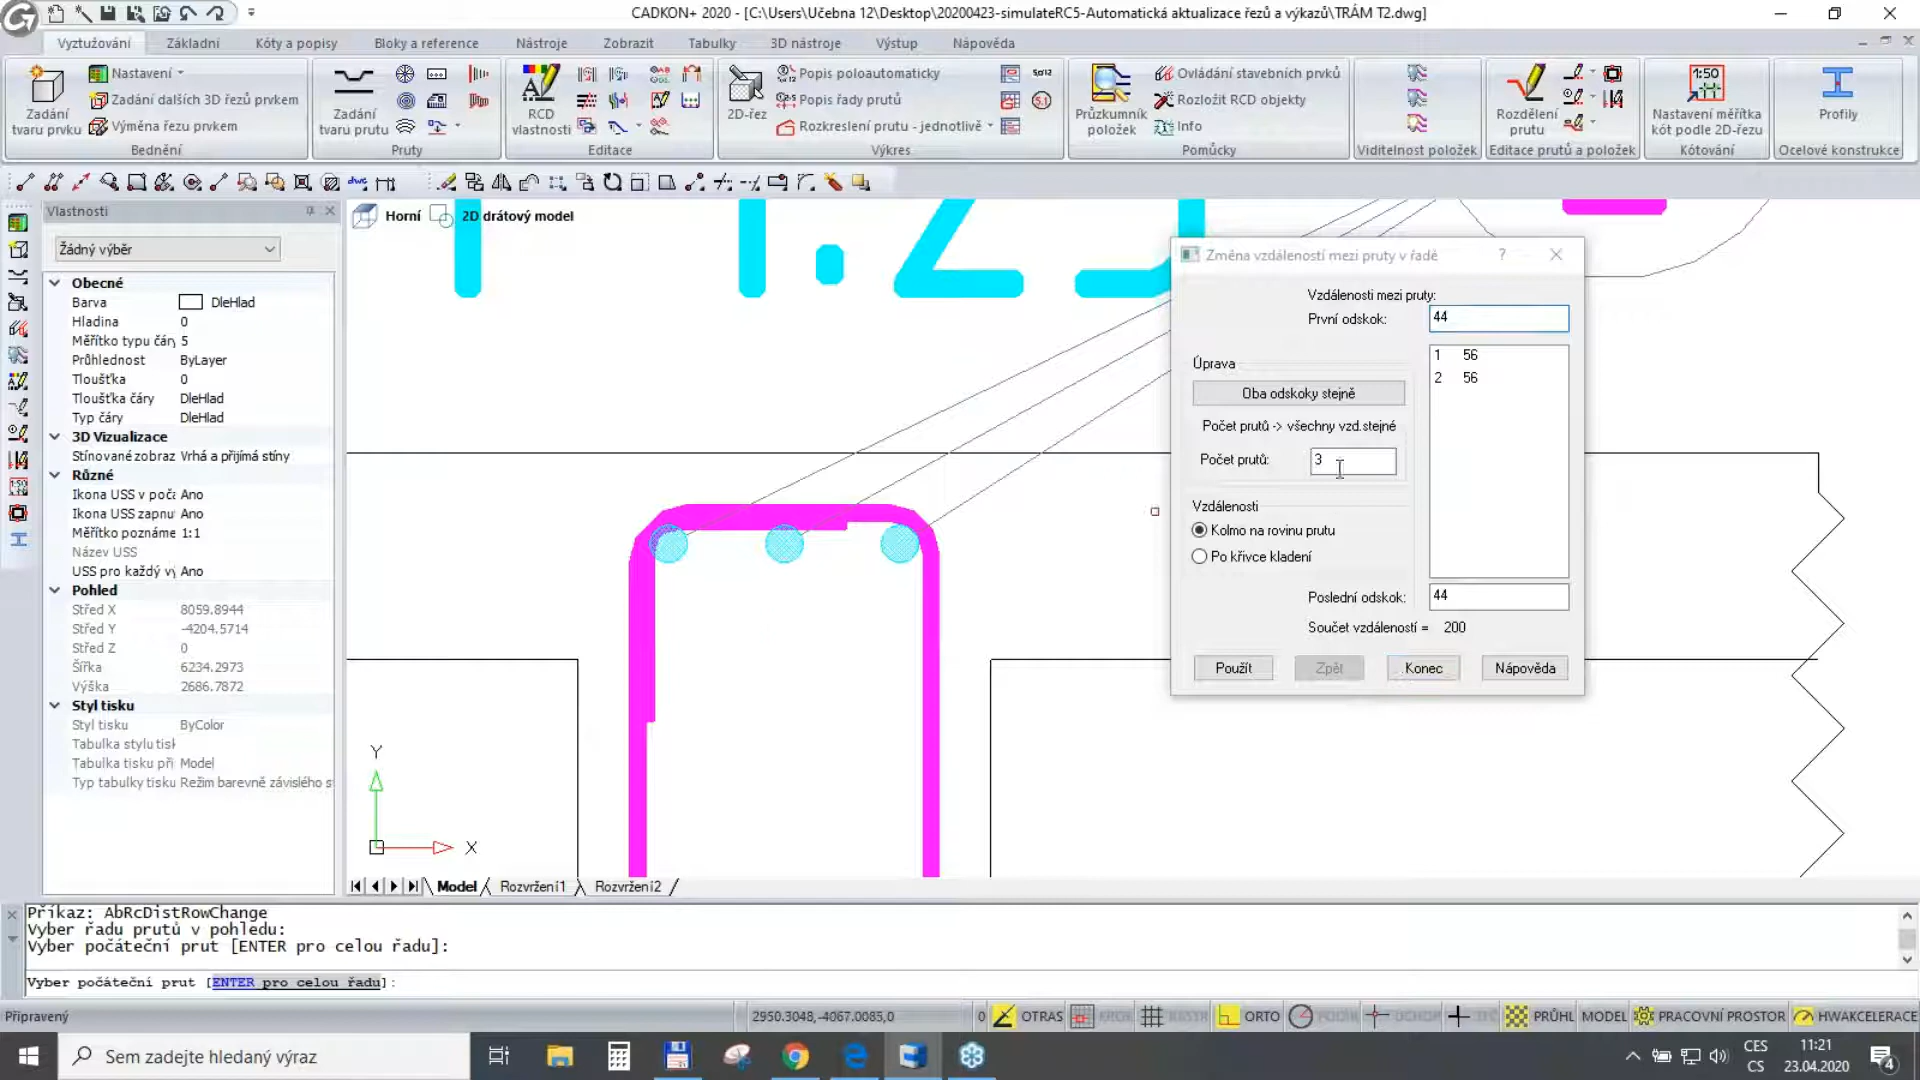 CADKON+ 2020 - [C:\Users\Učebna 12\Desktop\20200423-simulateRC5-Automatická aktualizace řezů a výkazů\TRÁM T2.dwg]
Vyztužování Základní Kóty a popisy Bloky a reference Nástroje Zobrazit Tabulky 3D nástroje Výstup Nápověda
Zadání tvaru prvku
Nastavení
Zadání dalších 3D řezů prvkem
Výměna řezu prvkem
Bednění
Zadání tvaru prutu
Pruty
RCD vlastnosti
Editace
2D-řez
Popis poloautomaticky
Popis řady prutů
Rozkreslení prutu - jednotlivě
Výkres
Průzkumník položek
Ovládání stavebních prvků
Rozložit RCD objekty
Info
Pomůcky
Viditelnost položek
Rozdělení prutu
Editace prutů a položek
1:50
Nastavení měřítka kót podle 2D-řezu
Kótování
Profily
Ocelové konstrukce
Vlastnosti
Žádný výběr
Obecné
Barva DleHlad
Hladina 0
Měřítko typu čáry 5
Průhlednost ByLayer
Tloušťka 0
Tloušťka čáry DleHlad
Typ čáry DleHlad
3D Vizualizace
Stínované zobraz Vrhá a přijímá stíny
Různé
Ikona USS v poča Ano
Ikona USS zapnu Ano
Měřítko poznáme 1:1
Název USS
USS pro každý vý Ano
Pohled
Střed X 8059.8944
Střed Y -4204.5714
Střed Z 0
Šířka 6234.2973
Výška 2686.7872
Styl tisku
Styl tisku ByColor
Tabulka stylu tisk
Tabulka tisku při Model
Typ tabulky tisku Režim barevně závislého s
Horní 2D drátový model
Y
X
Změna vzdáleností mezi pruty v řadě ?
Vzdálenosti mezi pruty:
První odskok: 44
1 56
2 56
Úprava
Oba odskoky stejně
Počet prutů -> všechny vzd.stejné
Počet prutů: 3
Vzdálenosti
Kolmo na rovinu prutu
Po křivce kladení
Poslední odskok: 44
Součet vzdáleností = 200
Použít Zpět Konec Nápověda
Model Rozvržení1 Rozvržení2
Příkaz: AbRcDistRowChange
Vyber řadu prutů v pohledu:
Vyber počáteční prut [ENTER pro celou řadu]:
Vyber počáteční prut [ENTER pro celou řadu]:
Připravený 2950.3048,-4067.0085,0 0 OTRAS ORTO PRŮHL MODEL PRACOVNÍ PROSTOR HWAKCELERACE
Sem zadejte hledaný výraz
CES
CS
11:21
23.04.2020
4